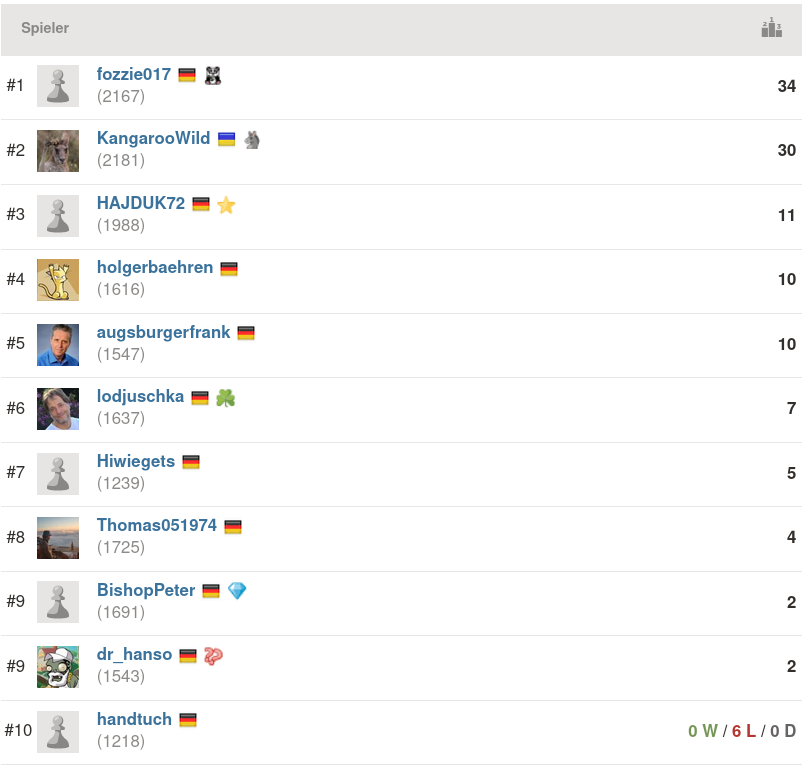 Spieler
#1 fozzie017 34
(2167)
#2 KangarooWild 30
(2181)
#3 HAJDUK72 11
(1988)
#4 holgerbaehren 10
(1616)
#5 augsburgerfrank 10
(1547)
#6 lodjuschka 7
(1637)
#7 Hiwiegets 5
(1239)
#8 Thomas051974 4
(1725)
#9 BishopPeter 2
(1691)
#9 dr_hanso 2
(1543)
#10 handtuch 0 W / 6 L / 0 D
(1218)